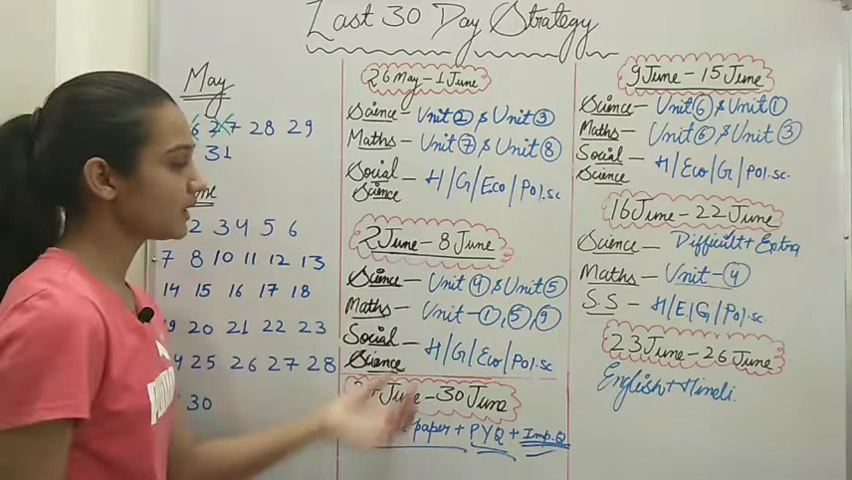 Last 30 Day Strategy
May
27 28 29
31
2 3 4 5 6
7 8 10 11 12 13
14 15 16 17 18
20 21 22 23
25 26 27 28
30
26 May - 1 June
Science - Unit ② & Unit ③
Maths - Unit ⑦ & Unit ⑧
Social Science - H/G/Eco/Pol.sc
2 June - 8 June
Science - Unit ④ & Unit ⑤
Maths - Unit - ①, ⑤, ⑨
Social Science - H/G/Eco/Pol.sc
June - 30 June
paper + PYQ + Imp.Q
9 June - 15 June
Science - Unit ⑥ & Unit ①
Maths - Unit ⑥ & Unit ③
Social Science - H/Eco/G/Pol.sc.
16 June - 22 June
Science - Difficult + Extra
Maths - Unit - ④
S.S - H/E/G/Pol.sc.
23 June - 26 June
English + Hindi.